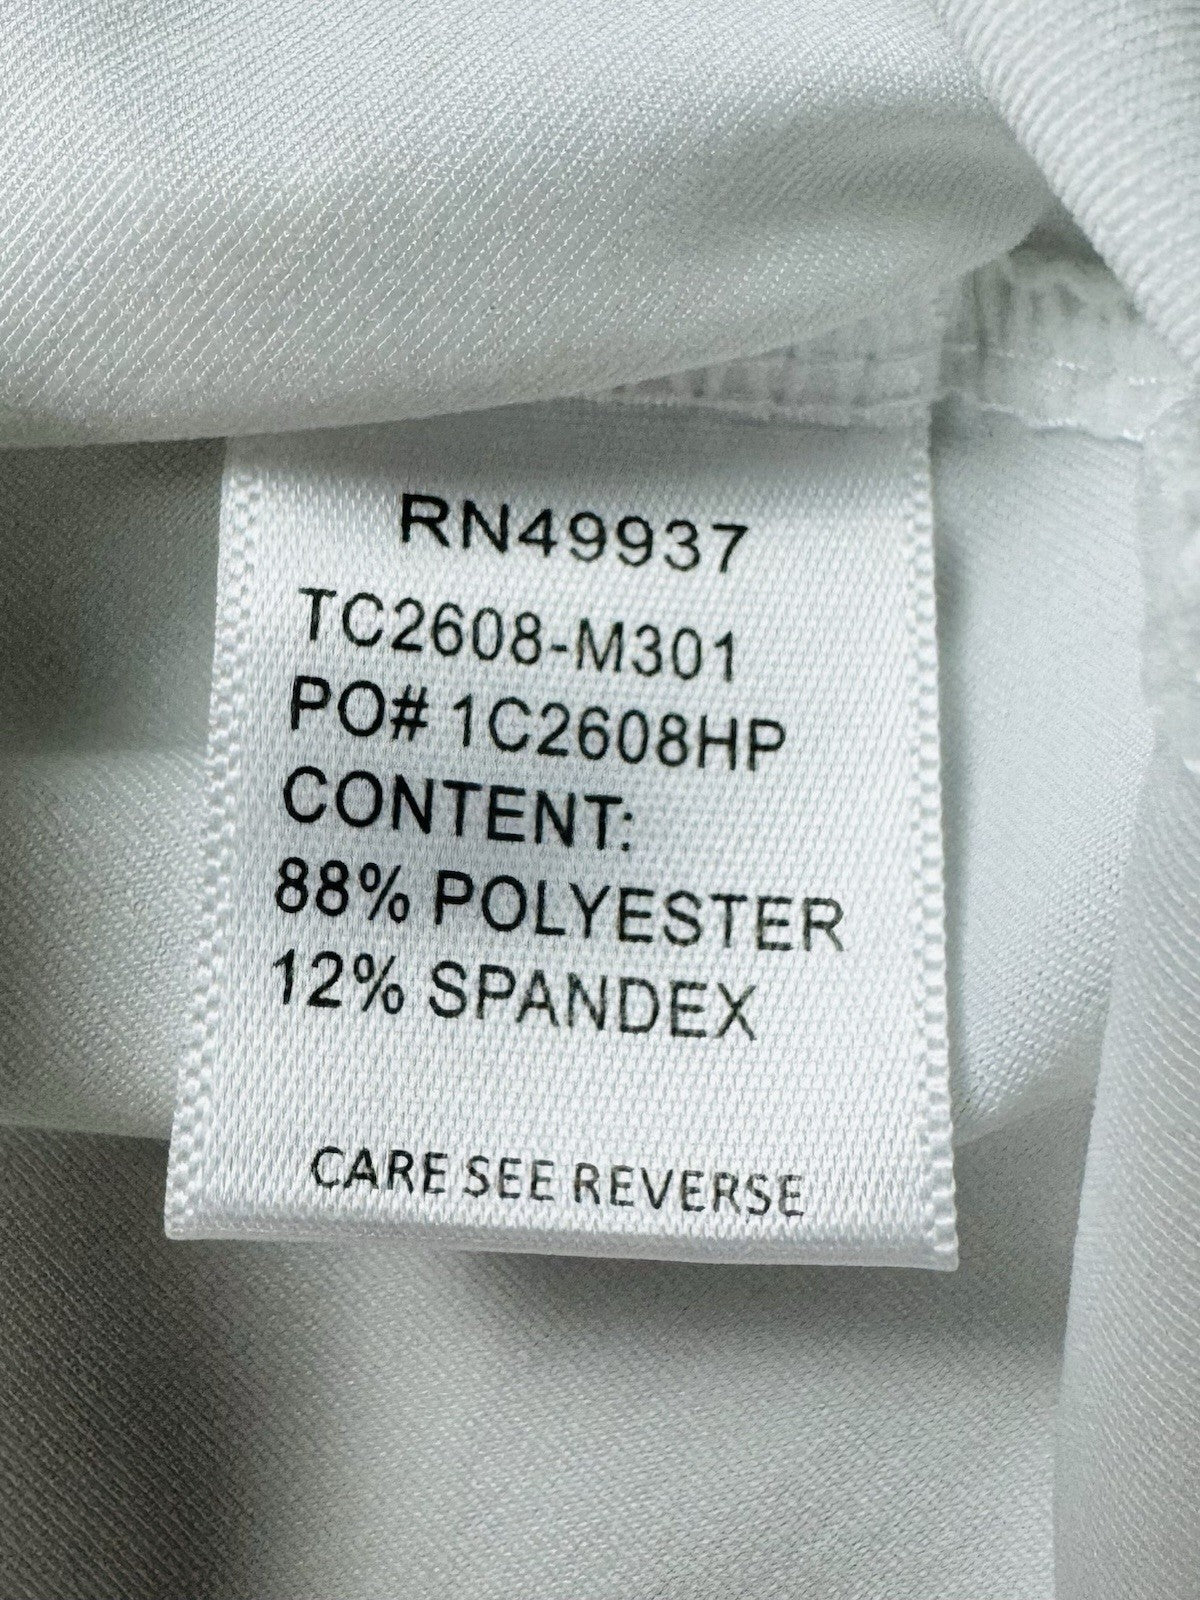 RN49937
TC2608-M301
PO# 1C2608HP
CONTENT:
88% POLYESTER
12% SPANDEX
CARE SEE REVERSE